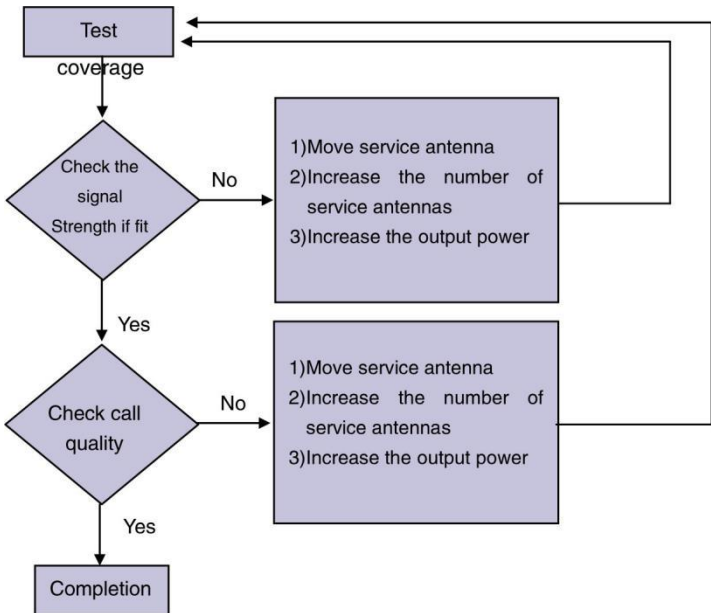 Test
coverage
Check the
signal
Strength if fit
No
1)Move service antenna
2)Increase the number of
service antennas
3)Increase the output power
Yes
Check call
quality
No
1)Move service antenna
2)Increase the number of
service antennas
3)Increase the output power
Yes
Completion